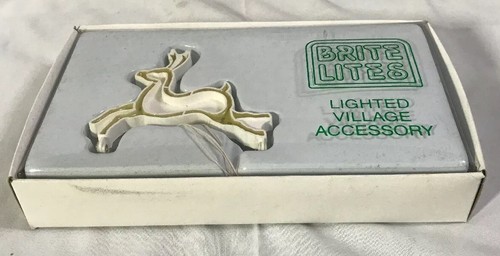 BRITE
LITES
LIGHTED
VILLAGE
ACCESSORY